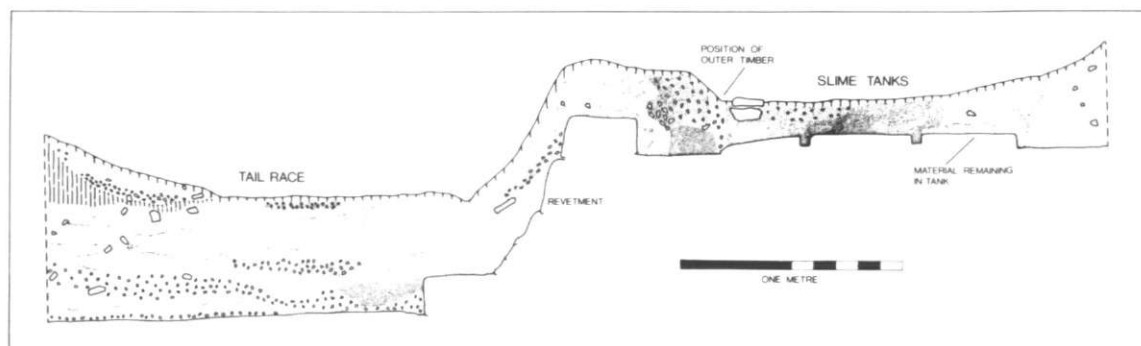 POSITION OF
OUTER TIMBER
SLIME TANKS
TAIL RACE
REVETMENT
MATERIAL REMAINING
IN TANK
ONE METRE